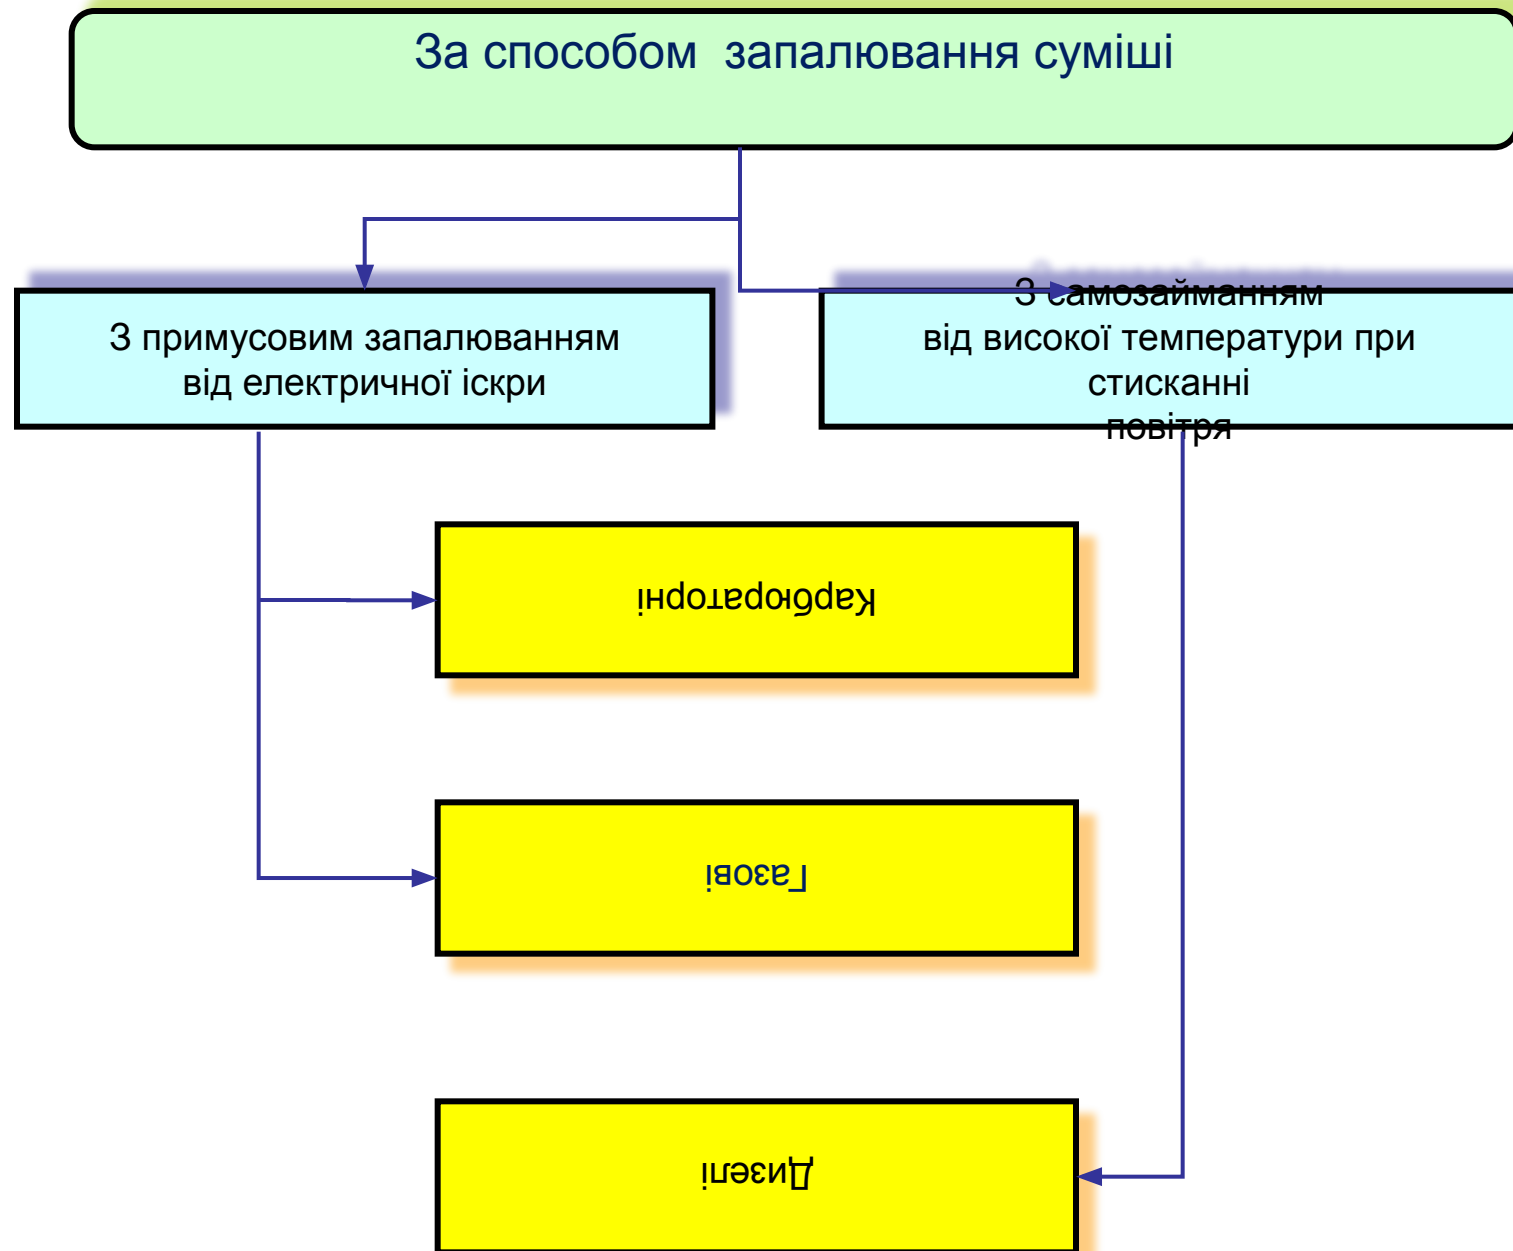 За способом запалювання суміші
З примусовим запалюванням
від електричної іскри
З самозайманням
від високої температури при
стисканні
повітря
Карбюраторні
Газові
Дизелі